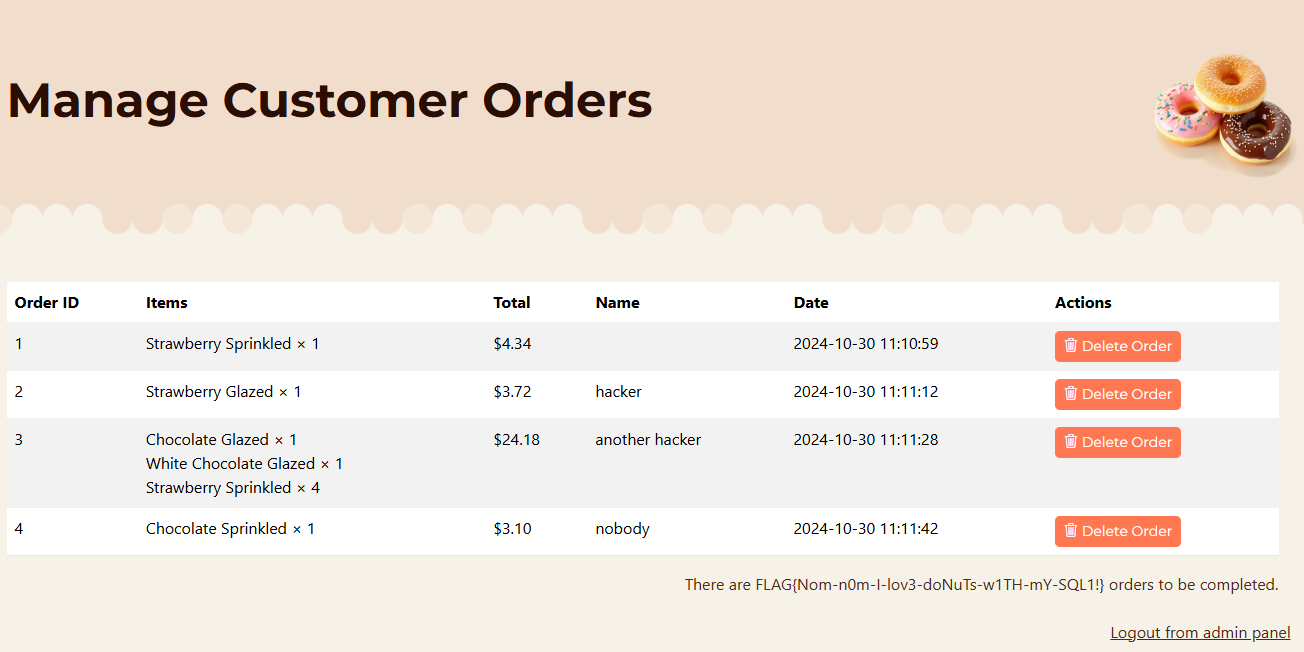 Manage Customer Orders
Order ID Items Total Name Date Actions
1 Strawberry Sprinkled × 1 $4.34 2024-10-30 11:10:59 Delete Order
2 Strawberry Glazed × 1 $3.72 hacker 2024-10-30 11:11:12 Delete Order
3 Chocolate Glazed × 1 $24.18 another hacker 2024-10-30 11:11:28 Delete Order
White Chocolate Glazed × 1
Strawberry Sprinkled × 4
4 Chocolate Sprinkled × 1 $3.10 nobody 2024-10-30 11:11:42 Delete Order
There are FLAG{Nom-n0m-I-lov3-doNuTs-w1TH-mY-SQL1!} orders to be completed.
Logout from admin panel